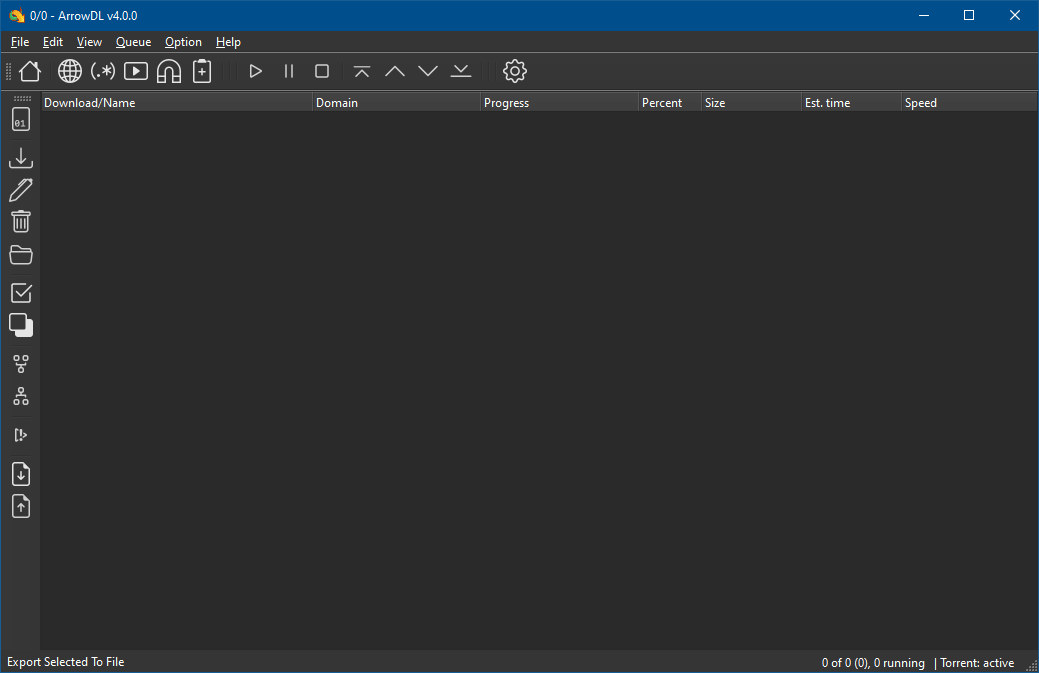 0/0 - ArrowDL v4.0.0
File Edit View Queue Option Help
(.*)
Download/Name Domain Progress Percent Size Est. time Speed
01
Export Selected To File
0 of 0 (0), 0 running | Torrent: active